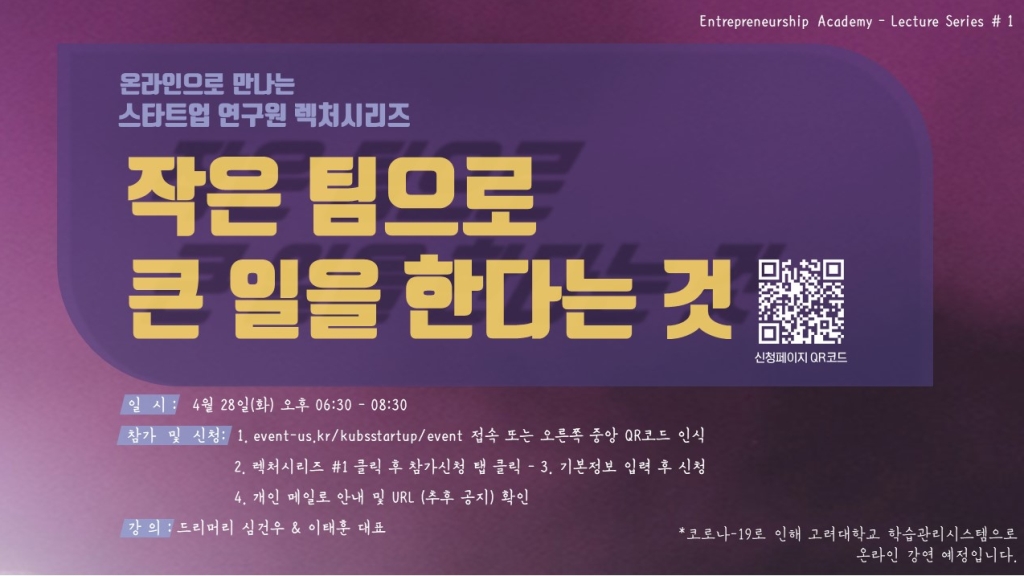 Entrepreneurship Academy - Lecture Series # 1
온라인으로 만나는
스타트업 연구원 렉처시리즈
작은 팀으로
큰 일을 한다는 것
신청페이지 QR코드
일 시 : 4월 28일(화) 오후 06:30 - 08:30
참가 및 신청: 1. event-us.kr/kubsstartup/event 접속 또는 오른쪽 중앙 QR코드 인식
2. 렉처시리즈 #1 클릭 후 참가신청 탭 클릭 - 3. 기본정보 입력 후 신청
4. 개인 메일로 안내 및 URL (추후 공지) 확인
강 의 : 드리머리 심건우 & 이태훈 대표
*코로나-19로 인해 고려대학교 학습관리시스템으로
온라인 강연 예정입니다.